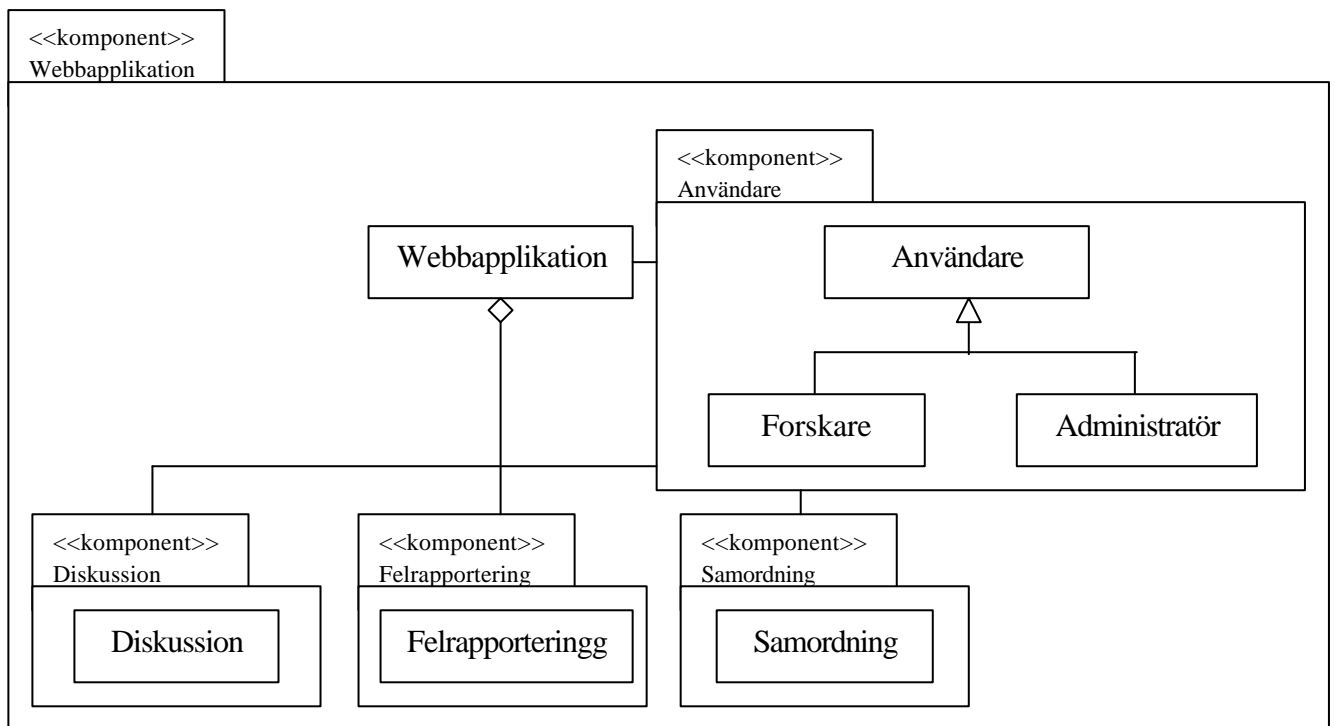 <<komponent>>
Webbapplikation
<<komponent>>
Användare
Webbapplikation
Användare
Forskare
Administratör
<<komponent>>
Diskussion
<<komponent>>
Felrapportering
<<komponent>>
Samordning
Diskussion
Felrapporteringg
Samordning